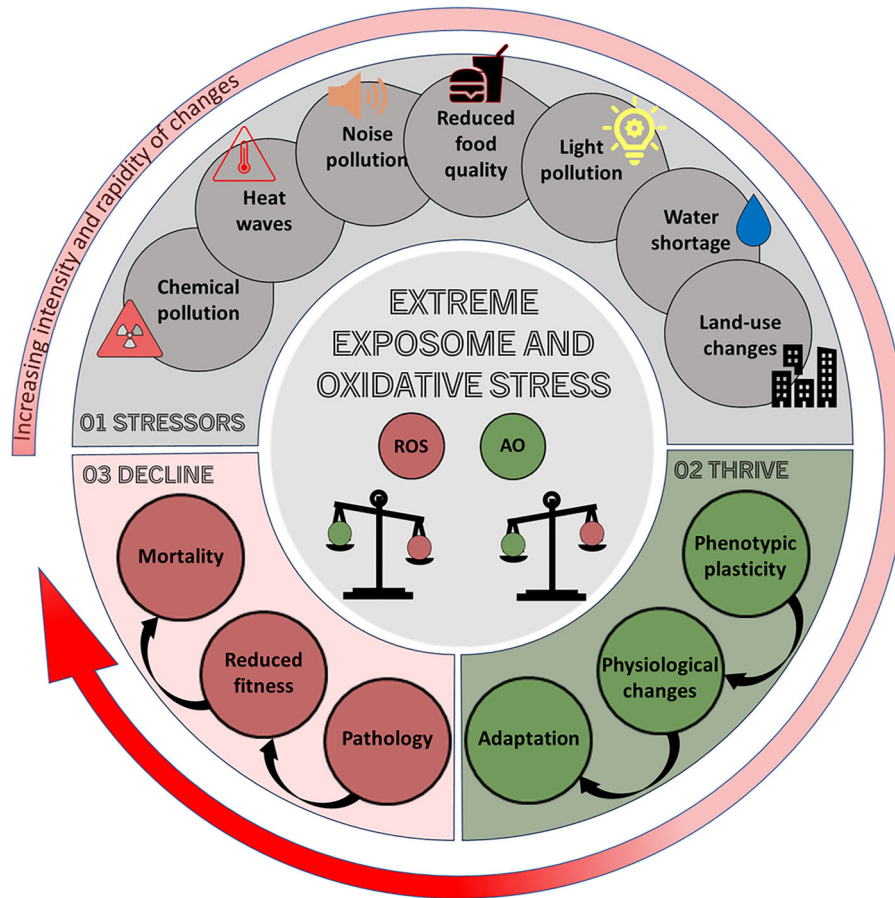 Increasing intensity and rapidity of changes
Chemical
pollution
Heat
waves
Noise
pollution
Reduced
food
quality
Light
pollution
Water
shortage
Land-use
changes
01 STRESSORS
EXTREME
EXPOSOME AND
OXIDATIVE STRESS
ROS
AO
02 THRIVE
Phenotypic
plasticity
Physiological
changes
Adaptation
03 DECLINE
Mortality
Reduced
fitness
Pathology